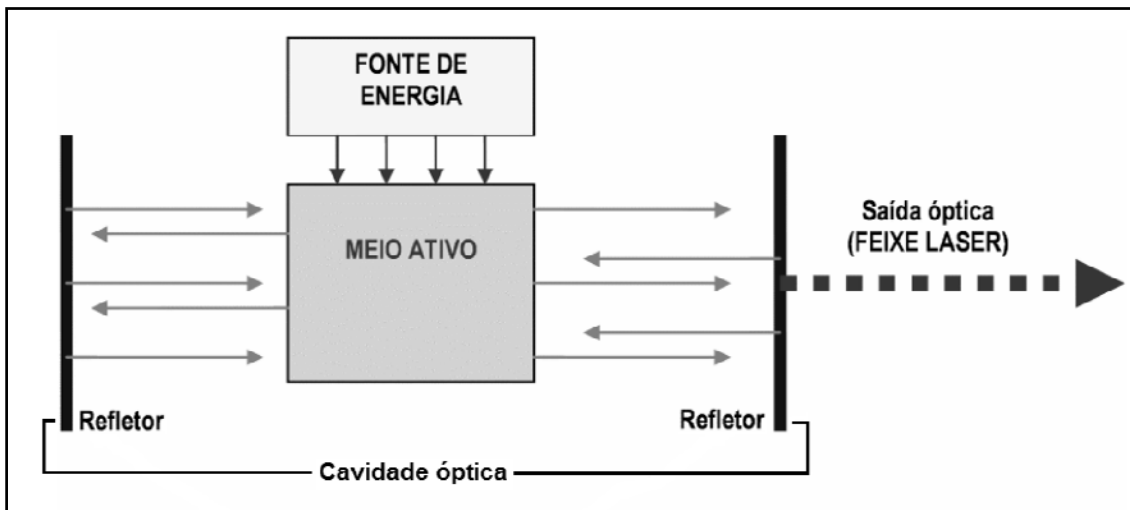 FONTE DE
ENERGIA
MEIO ATIVO
Saída óptica
(FEIXE LASER)
Refletor
Refletor
Cavidade óptica